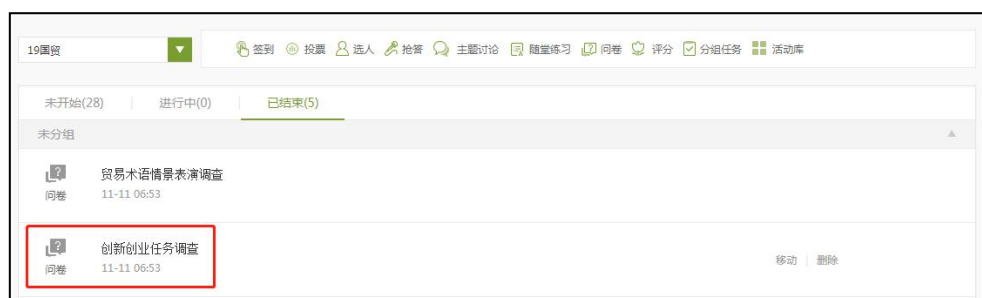 19国贸 签到 投票 选人 抢答 主题讨论 随堂练习 问卷 评分 分组任务 活动库
未开始(28) 进行中(0) 已结束(5)
未分组
贸易术语情景表演调查
问卷 11-11 06:53
创新创业任务调查
移动 删除
问卷 11-11 06:53